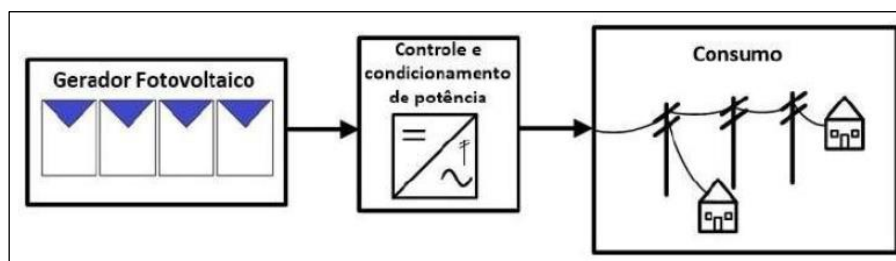 Gerador Fotovoltaico
Controle e
condicionamento
de potência
Consumo